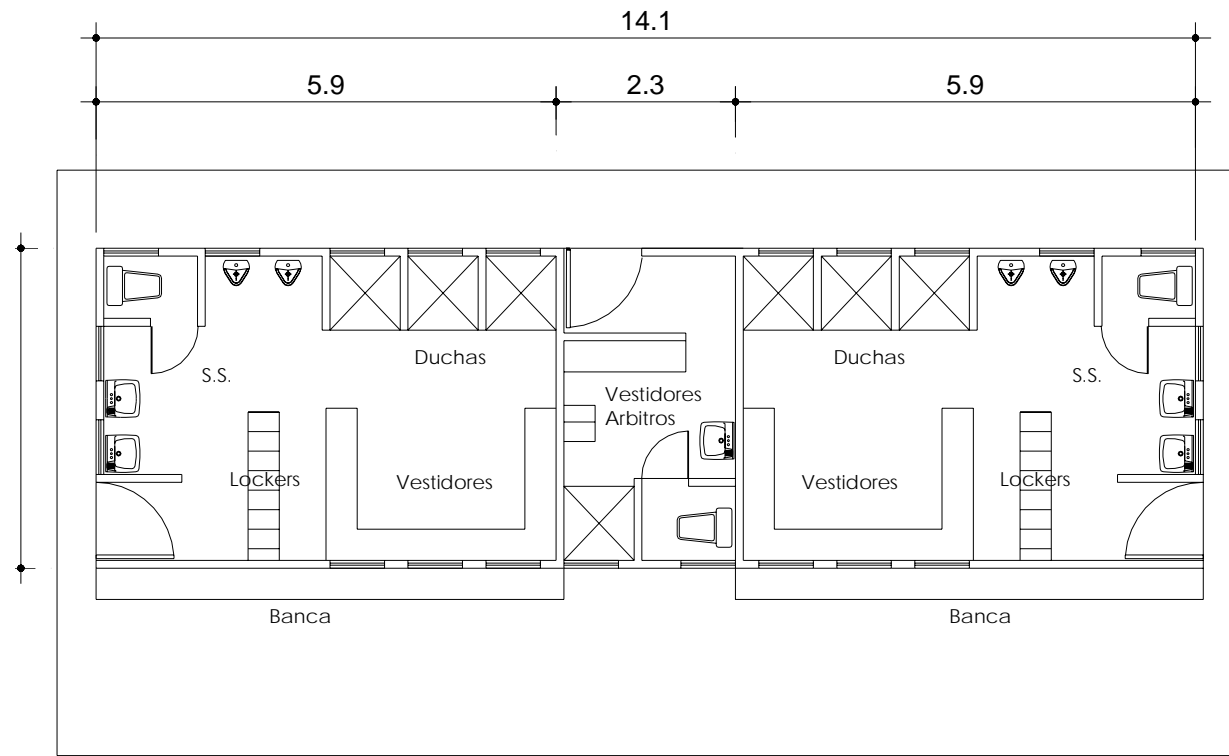 14.1
5.9 2.3 5.9
Duchas Duchas
S.S. S.S.
Vestidores
Arbitros
Lockers Vestidores Vestidores Lockers
Banca Banca